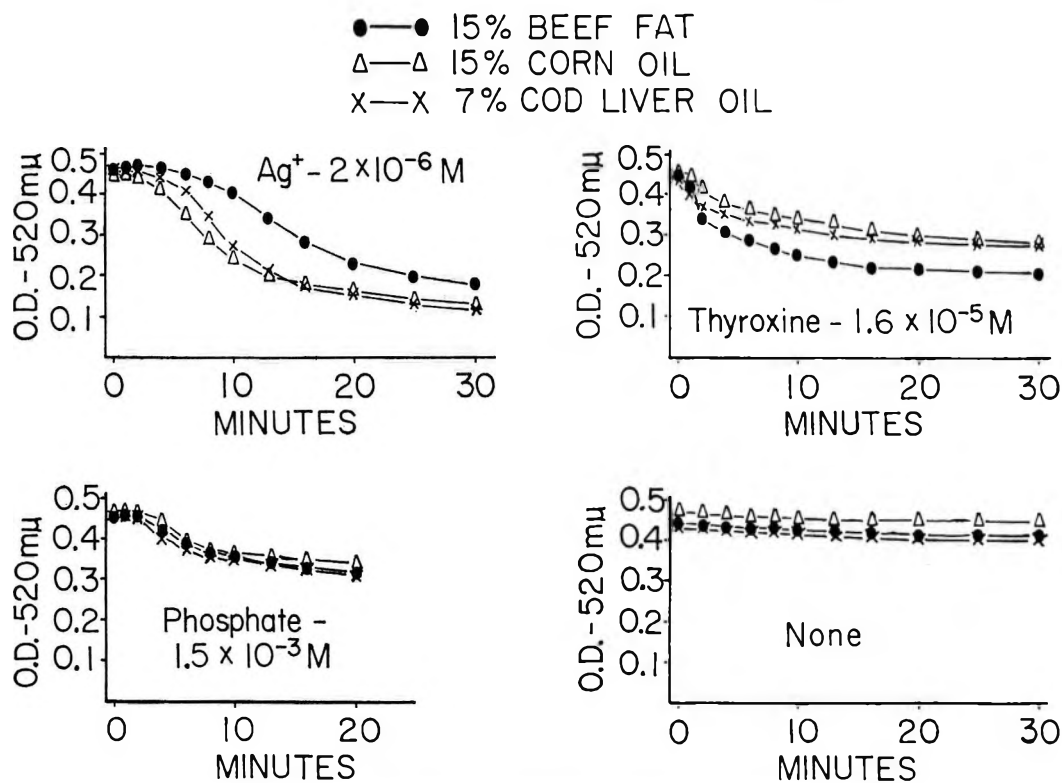 ●—● 15% BEEF FAT
△—△ 15% CORN OIL
×—× 7% COD LIVER OIL
O.D.-520mμ
0.5
0.4
0.3
0.2
0.1
Ag⁺ - 2 × 10⁻⁶ M
0 10 20 30
MINUTES
O.D.-520mμ
0.5
0.4
0.3
0.2
0.1
Thyroxine - 1.6 × 10⁻⁵ M
0 10 20 30
MINUTES
O.D.-520mμ
0.5
0.4
0.3
0.2
0.1
Phosphate -
1.5 × 10⁻³ M
0 10 20
MINUTES
O.D.-520mμ
0.5
0.4
0.3
0.2
0.1
None
0 10 20 30
MINUTES